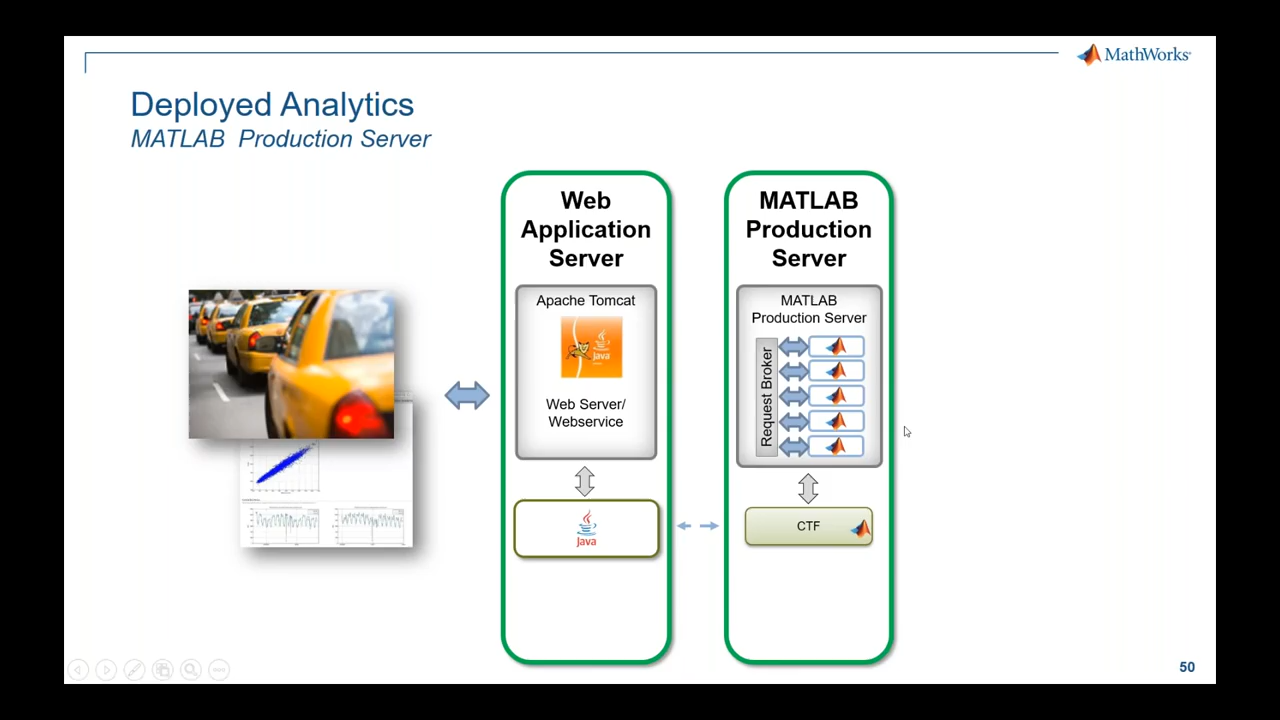 MathWorks
Deployed Analytics
MATLAB Production Server
Web
Application
Server
Apache Tomcat
Java
Web Server/
Webservice
Java
MATLAB
Production
Server
MATLAB
Production Server
Request Broker
CTF
50